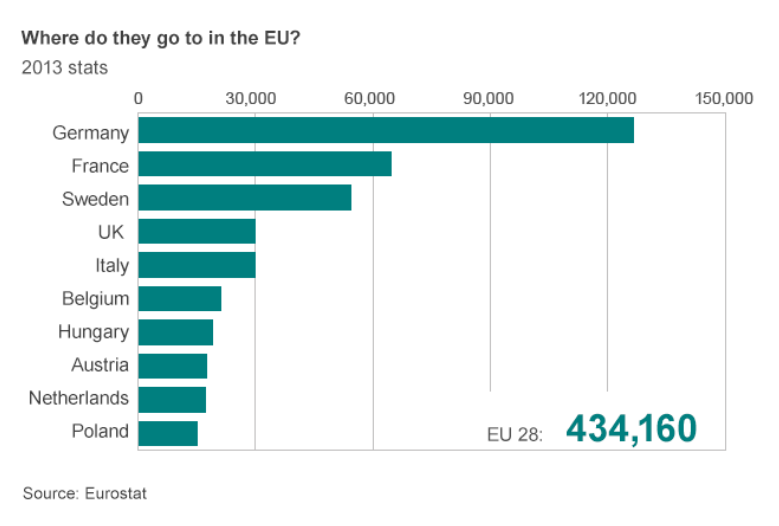 Where do they go to in the EU?
2013 stats
0 30,000 60,000 90,000 120,000 150,000
Germany
France
Sweden
UK
Italy
Belgium
Hungary
Austria
Netherlands
Poland
EU 28: 434,160
Source: Eurostat